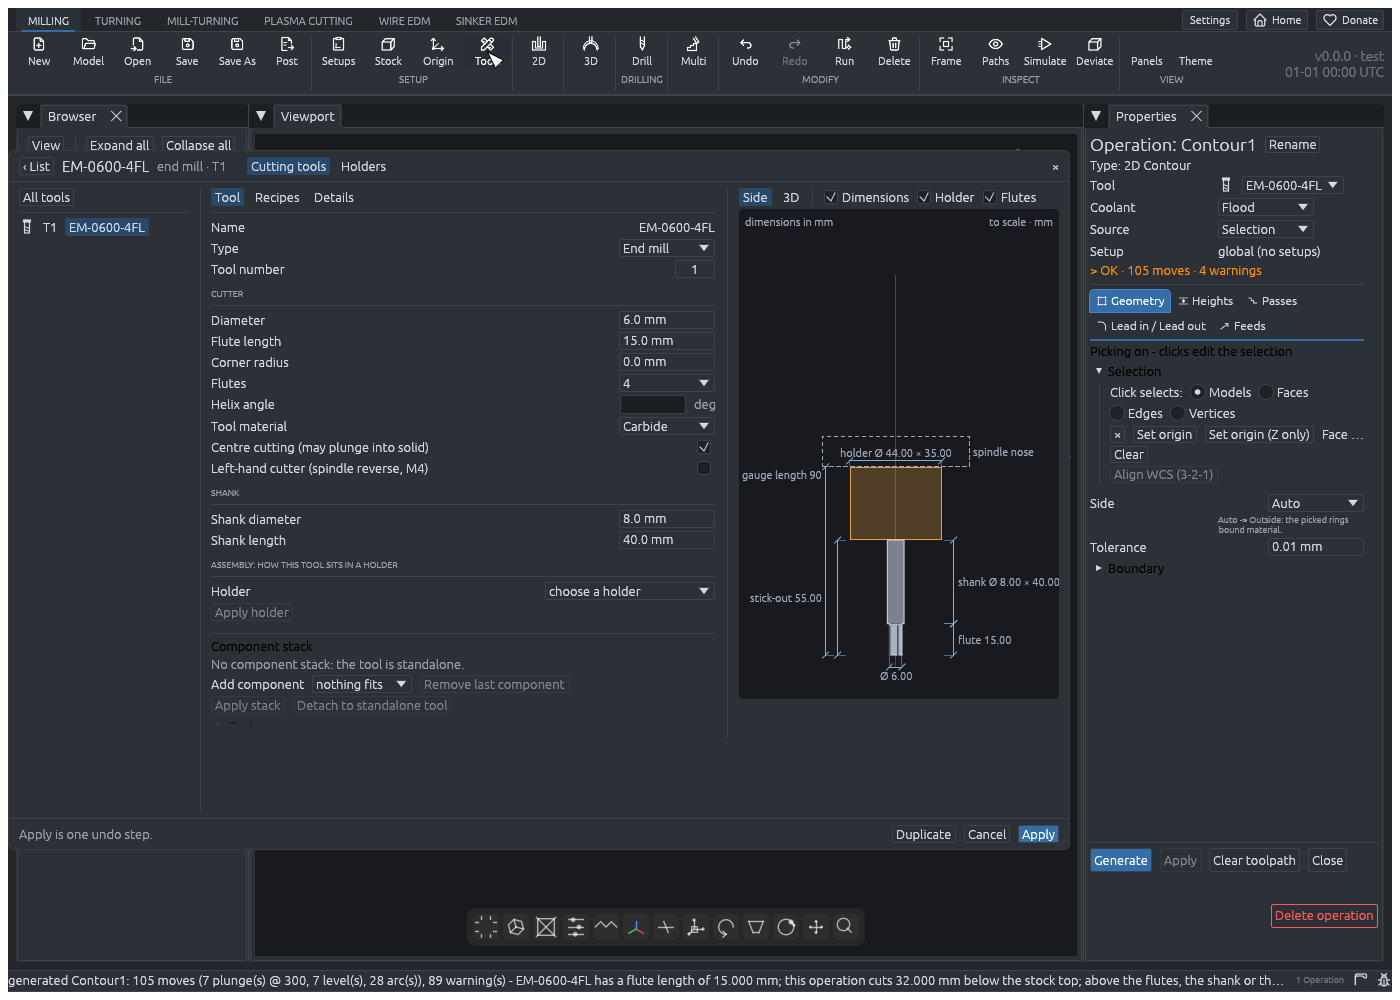 MILLING TURNING MILL-TURNING PLASMA CUTTING WIRE EDM SINKER EDM Settings Home Donate
New Model Open Save Save As Post Setups Stock Origin 2D 3D Drill Multi Undo Redo Run Delete Frame Paths Simulate Deviate Panels Theme
FILE SETUP DRILLING MODIFY INSPECT VIEW
v0.0.0 · test
01-01 00:00 UTC
Browser
Viewport
Properties
View Expand all Collapse all
‹ List EM-0600-4FL end mill · T1 Cutting tools Holders ×
All tools
T1 EM-0600-4FL
Tool Recipes Details
Name EM-0600-4FL
Type End mill
Tool number 1
CUTTER
Diameter 6.0 mm
Flute length 15.0 mm
Corner radius 0.0 mm
Flutes 4
Helix angle deg
Tool material Carbide
Centre cutting (may plunge into solid)
Left-hand cutter (spindle reverse, M4)
SHANK
Shank diameter 8.0 mm
Shank length 40.0 mm
ASSEMBLY: HOW THIS TOOL SITS IN A HOLDER
Holder choose a holder
Apply holder
Component stack
No component stack: the tool is standalone.
Add component nothing fits Remove last component
Apply stack Detach to standalone tool
Side 3D Dimensions Holder Flutes
dimensions in mm to scale · mm
holder Ø 44.00 × 35.00 spindle nose
gauge length 90
shank Ø 8.00 × 40.00
stick-out 55.00
flute 15.00
Ø 6.00
Apply is one undo step. Duplicate Cancel Apply
Operation: Contour1 Rename
Type: 2D Contour
Tool EM-0600-4FL
Coolant Flood
Source Selection
Setup global (no setups)
> OK · 105 moves · 4 warnings
Geometry Heights Passes
Lead in / Lead out Feeds
Picking on - clicks edit the selection
Selection
Click selects: Models Faces
Edges Vertices
× Set origin Set origin (Z only) Face ...
Clear
Align WCS (3-2-1)
Side Auto
Auto -> Outside: the picked rings
bound material.
Tolerance 0.01 mm
Boundary
Generate Apply Clear toolpath Close
Delete operation
generated Contour1: 105 moves (7 plunge(s) @ 300, 7 level(s), 28 arc(s)), 89 warning(s) - EM-0600-4FL has a flute length of 15.000 mm; this operation cuts 32.000 mm below the stock top; above the flutes, the shank or th... 1 Operation